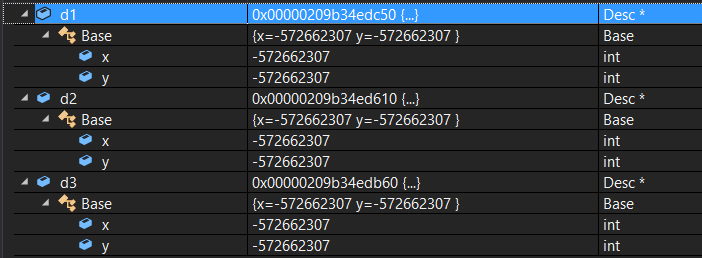 d1 0x00000209b34edc50 {...} Desc *
Base {x=-572662307 y=-572662307 } Base
x -572662307 int
y -572662307 int
d2 0x00000209b34ed610 {...} Desc *
Base {x=-572662307 y=-572662307 } Base
x -572662307 int
y -572662307 int
d3 0x00000209b34edb60 {...} Desc *
Base {x=-572662307 y=-572662307 } Base
x -572662307 int
y -572662307 int